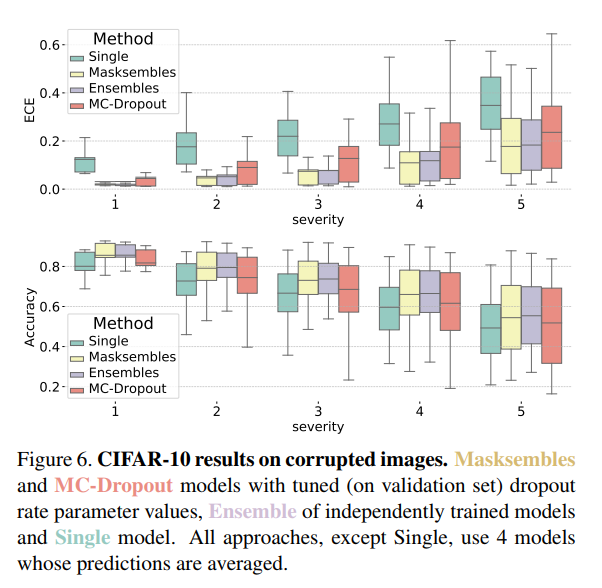 Method
Single
Masksembles
Ensembles
MC-Dropout
ECE
0.6
0.4
0.2
0.0
1 2 3 4 5
severity
Accuracy
0.8
0.6
0.4
0.2
Method
Single
Masksembles
Ensembles
MC-Dropout
1 2 3 4 5
severity
Figure 6. CIFAR-10 results on corrupted images. Masksembles
and MC-Dropout models with tuned (on validation set) dropout
rate parameter values, Ensemble of independently trained models
and Single model. All approaches, except Single, use 4 models
whose predictions are averaged.